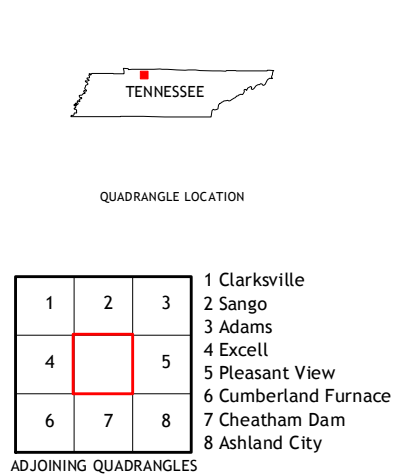 TENNESSEE
QUADRANGLE LOCATION
1 2 3
4 5
6 7 8
1 Clarksville
2 Sango
3 Adams
4 Excell
5 Pleasant View
6 Cumberland Furnace
7 Cheatham Dam
8 Ashland City
ADJOINING QUADRANGLES